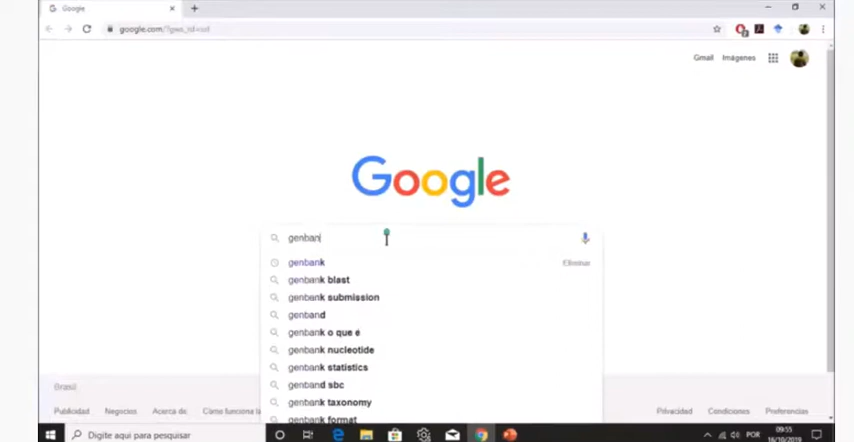 Google
google.com/?gws_rd=ssl
Gmail Imágenes
Google
genban
genbank Eliminar
genbank blast
genbank submission
genband
genbank o que é
genbank nucleotide
genbank statistics
genband sbc
genbank taxonomy
genbank format
Brasil
Publicidad Negocios Acerca de Cómo funciona la Privacidad Condiciones Preferencias
Digite aqui para pesquisar POR 09:55
16/10/2019